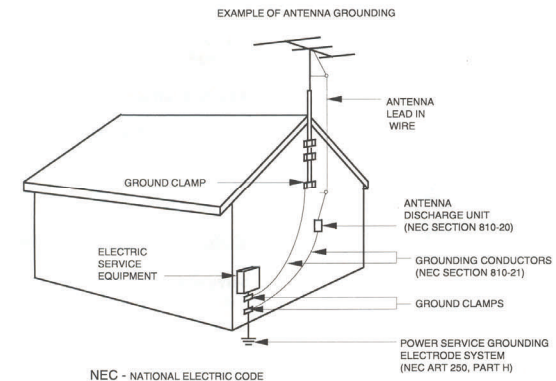 EXAMPLE OF ANTENNA GROUNDING
ANTENNA
LEAD IN
WIRE
GROUND CLAMP
ANTENNA
DISCHARGE UNIT
(NEC SECTION 810-20)
ELECTRIC
SERVICE
EQUIPMENT
GROUNDING CONDUCTORS
(NEC SECTION 810-21)
GROUND CLAMPS
POWER SERVICE GROUNDING
ELECTRODE SYSTEM
(NEC ART 250, PART H)
NEC - NATIONAL ELECTRIC CODE